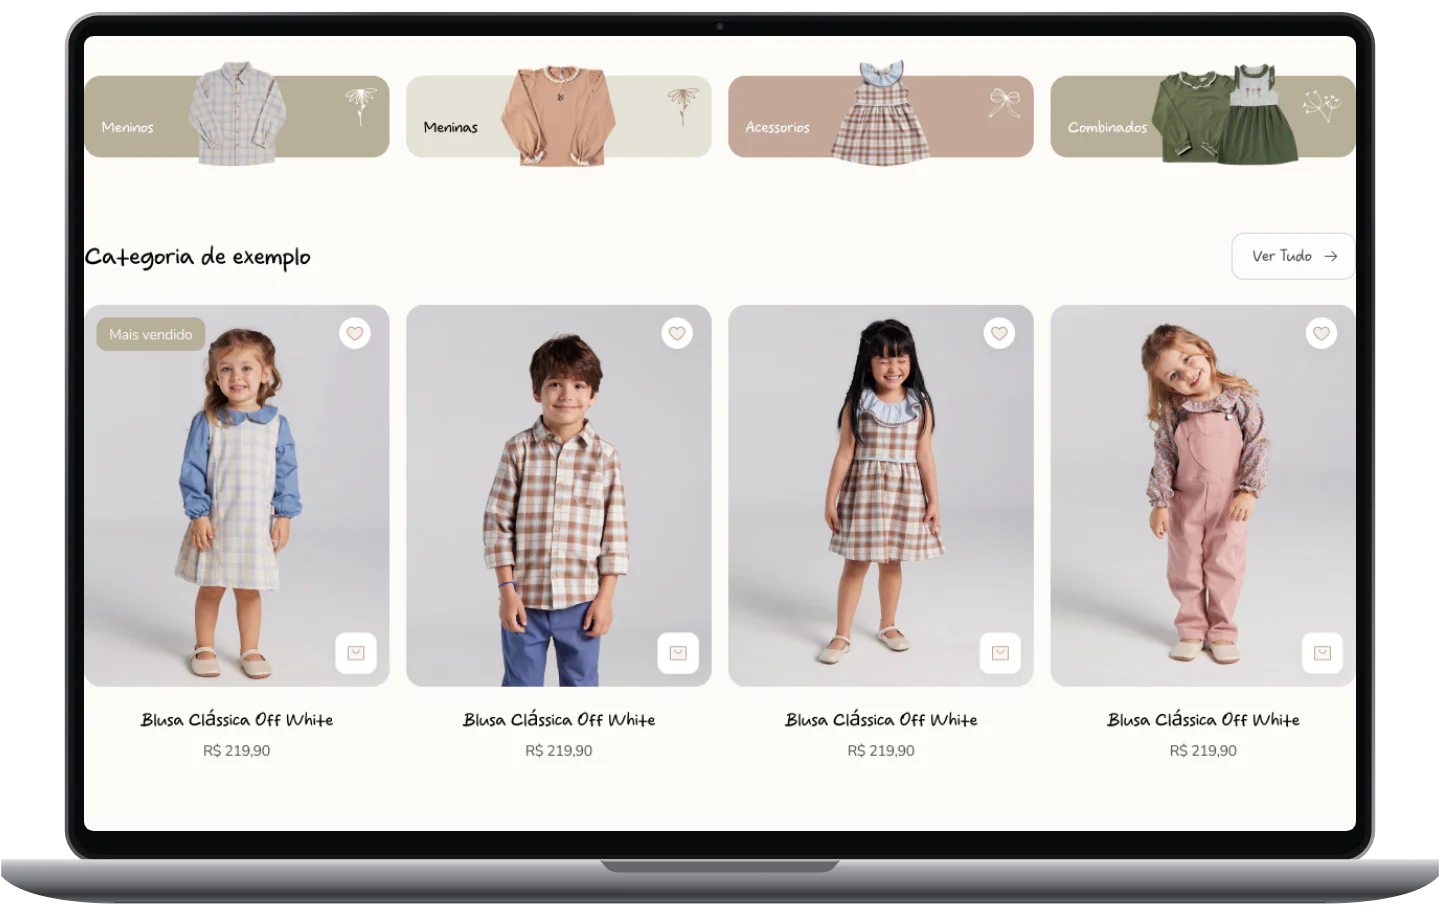 Meninos
Meninas
Acessorios
Combinados
Categoria de exemplo
Ver Tudo
Mais vendido
Blusa Clássica Off White
R$ 219,90
Blusa Clássica Off White
R$ 219,90
Blusa Clássica Off White
R$ 219,90
Blusa Clássica Off White
R$ 219,90